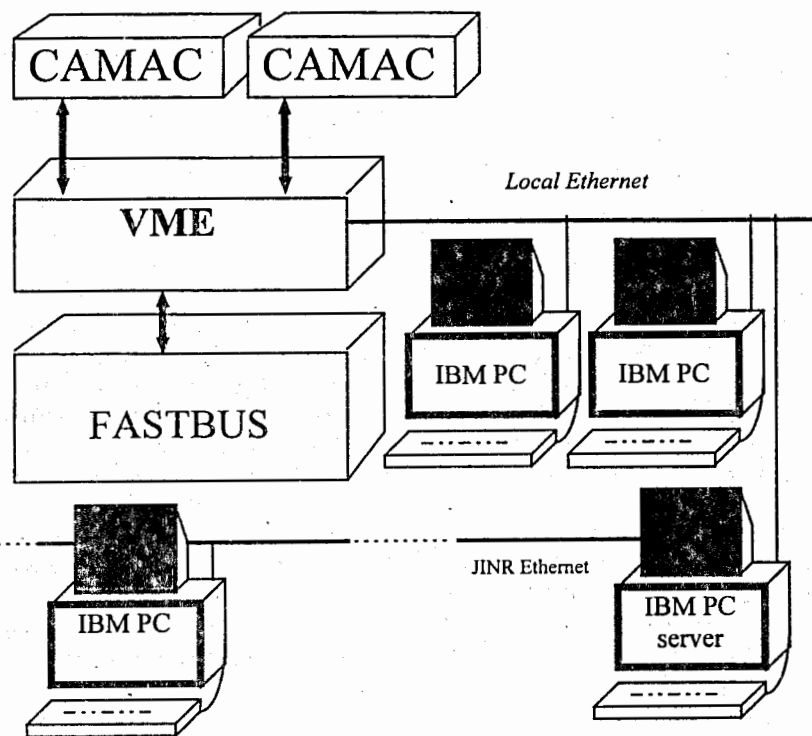 CAMAC
CAMAC
VME
Local Ethernet
IBM PC
IBM PC
FASTBUS
JINR Ethernet
IBM PC
IBM PC
server